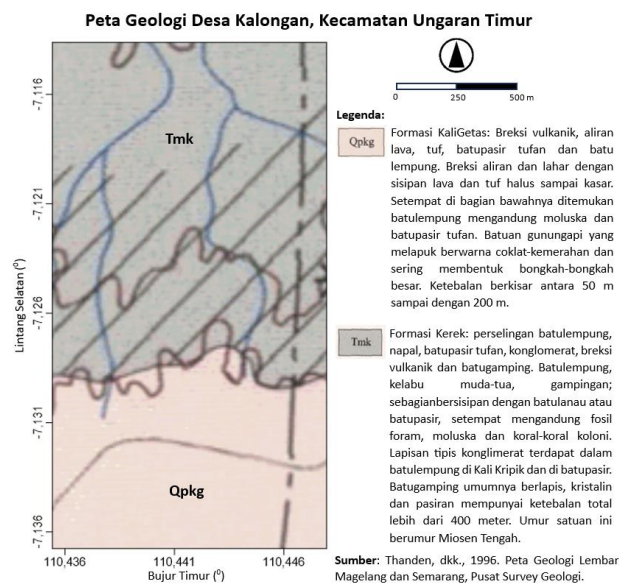 Peta Geologi Desa Kalongan, Kecamatan Ungaran Timur
0 250 500 m
Legenda:
Qpkg
Formasi KaliGetas: Breksi vulkanik, aliran
lava, tuf, batupasir tufan dan batu
lempung. Breksi aliran dan lahar dengan
sisipan lava dan tuf halus sampai kasar.
Setempat di bagian bawahnya ditemukan
batulempung mengandung moluska dan
batupasir tufan. Batuan gunungapi yang
melapuk berwarna coklat-kemerahan dan
sering membentuk bongkah-bongkah
besar. Ketebalan berkisar antara 50 m
sampai dengan 200 m.
Tmk
Formasi Kerek: perselingan batulempung,
napal, batupasir tufan, konglomerat, breksi
vulkanik dan batugamping. Batulempung,
kelabu muda-tua, gampingan;
sebagianbersisipan dengan batulanau atau
batupasir, setempat mengandung fosil
foram, moluska dan koral-koral koloni.
Lapisan tipis konglimerat terdapat dalam
batulempung di Kali Kripik dan di batupasir.
Batugamping umumnya berlapis, kristalin
dan pasiran mempunyai ketebalan total
lebih dari 400 meter. Umur satuan ini
berumur Miosen Tengah.
Sumber: Thanden, dkk., 1996. Peta Geologi Lembar
Magelang dan Semarang, Pusat Survey Geologi.
Tmk
Qpkg
Lintang Selatan (⁰)
-7,116
-7,121
-7,126
-7,131
-7,136
110,436 110,441 110,446
Bujur Timur (⁰)